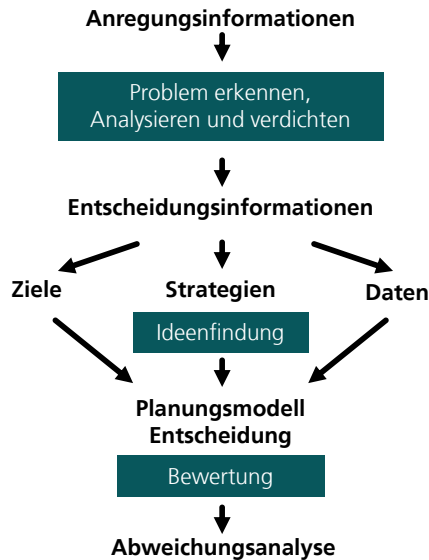 Anregungsinformationen
Problem erkennen,
Analysieren und verdichten
Entscheidungsinformationen
Ziele
Strategien
Daten
Ideenfindung
Planungsmodell
Entscheidung
Bewertung
Abweichungsanalyse